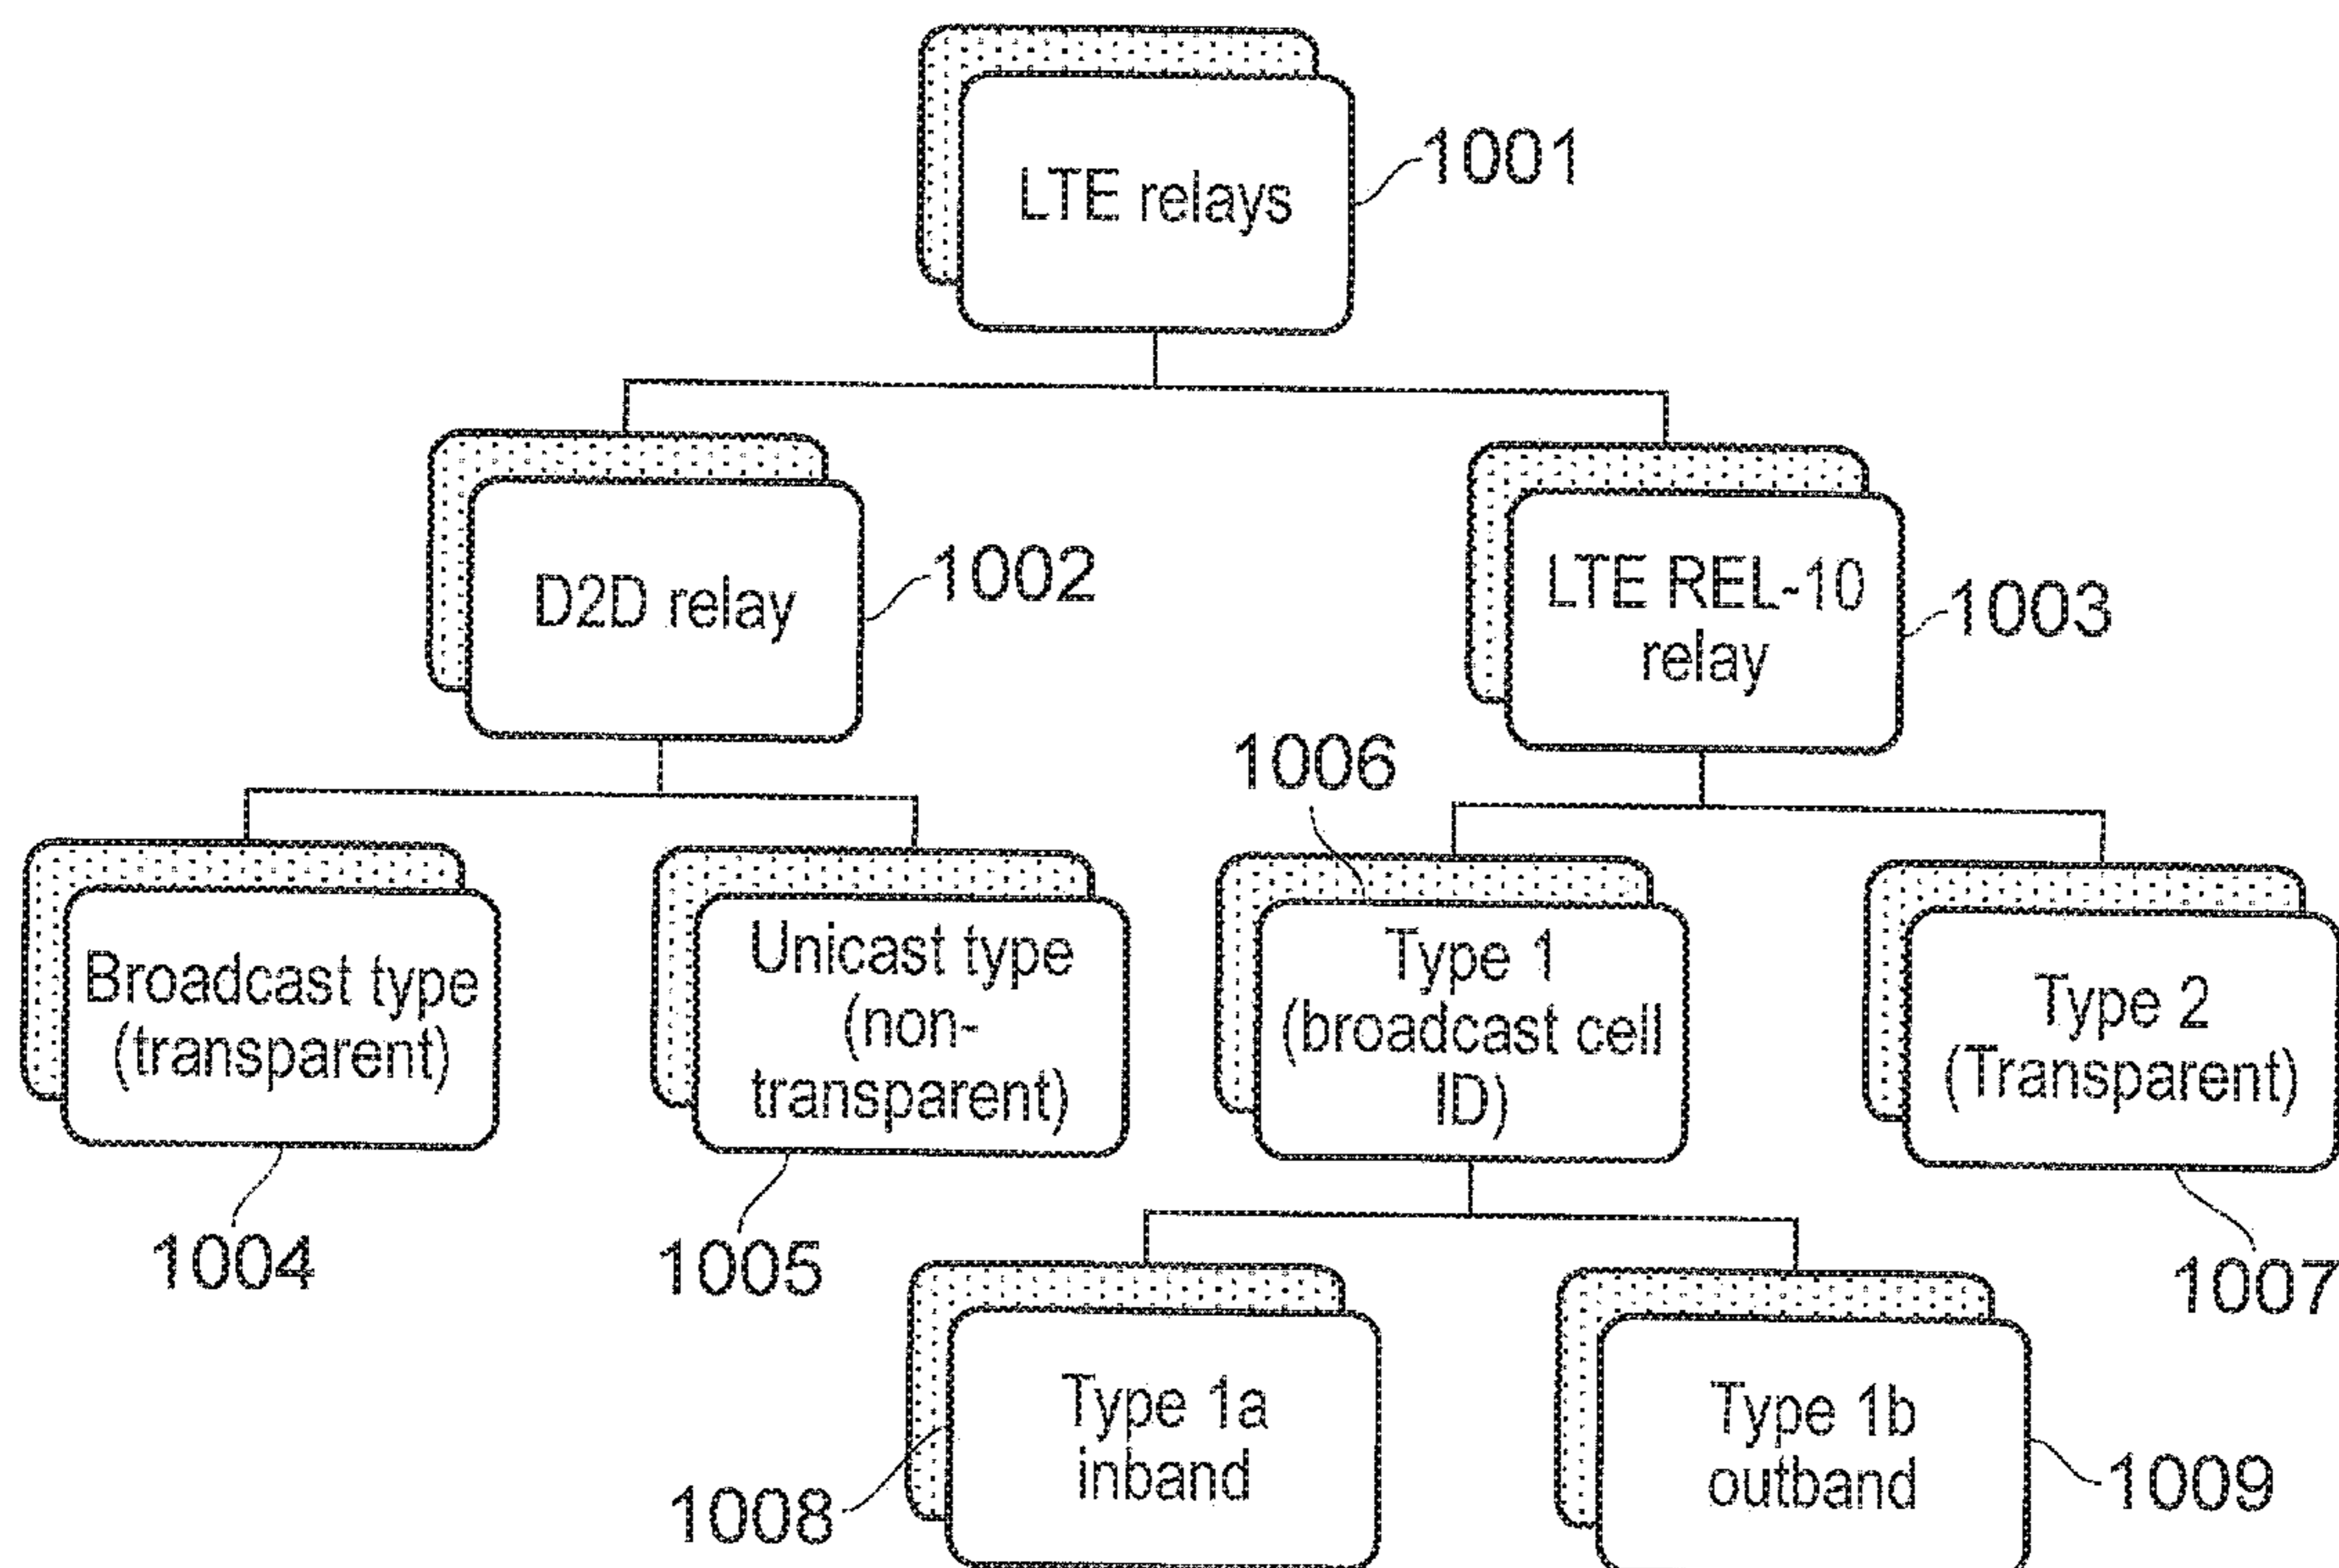 LTE relays
1001
D2D relay
1002
LTE REL-10
relay
1003
1006
Broadcast type
(transparent)
Unicast type
(non-
transparent)
Type 1
(broadcast cell
ID)
Type 2
(Transparent)
1004
1005
1007
Type 1a
inband
Type 1b
outband
1008
1009